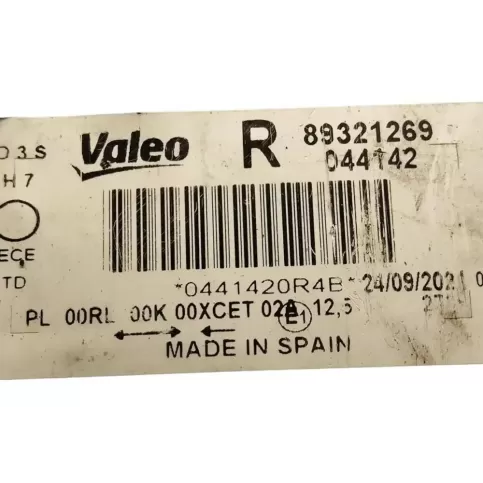 D3S Valeo R 89321269
H7 044142
ECE
TD *0441420R4B* 24/09/2021 0
PL 00RL 00K 00XCET 02A E1 12,5
MADE IN SPAIN